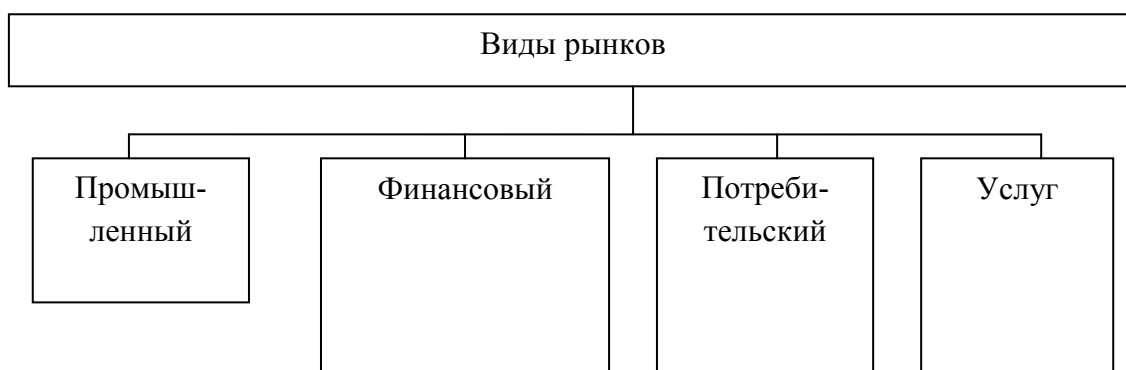 Виды рынков
Промыш-
ленный
Финансовый
Потреби-
тельский
Услуг